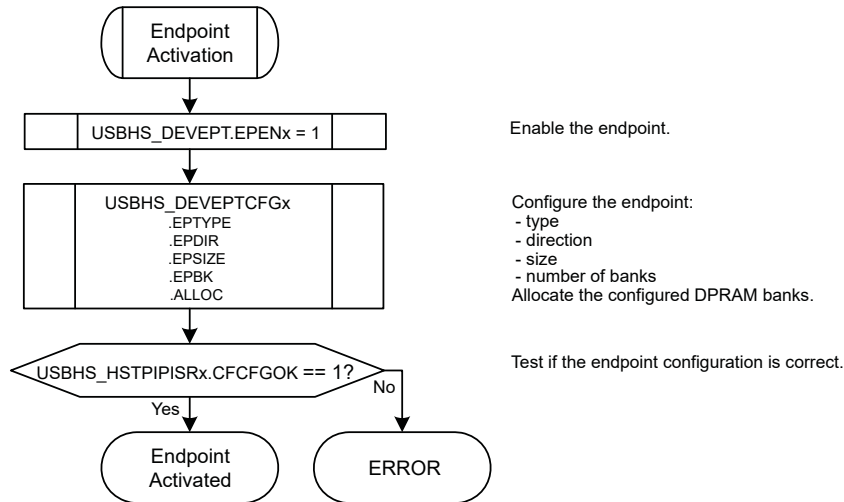 Endpoint
Activation
USBHS_DEVEPT.EPENx = 1
Enable the endpoint.
USBHS_DEVEPTCFGx
.EPTYPE
.EPDIR
.EPSIZE
.EPBK
.ALLOC
Configure the endpoint:
- type
- direction
- size
- number of banks
Allocate the configured DPRAM banks.
USBHS_HSTPIPISRx.CFCFGOK == 1?
Test if the endpoint configuration is correct.
No
Yes
Endpoint
Activated
ERROR